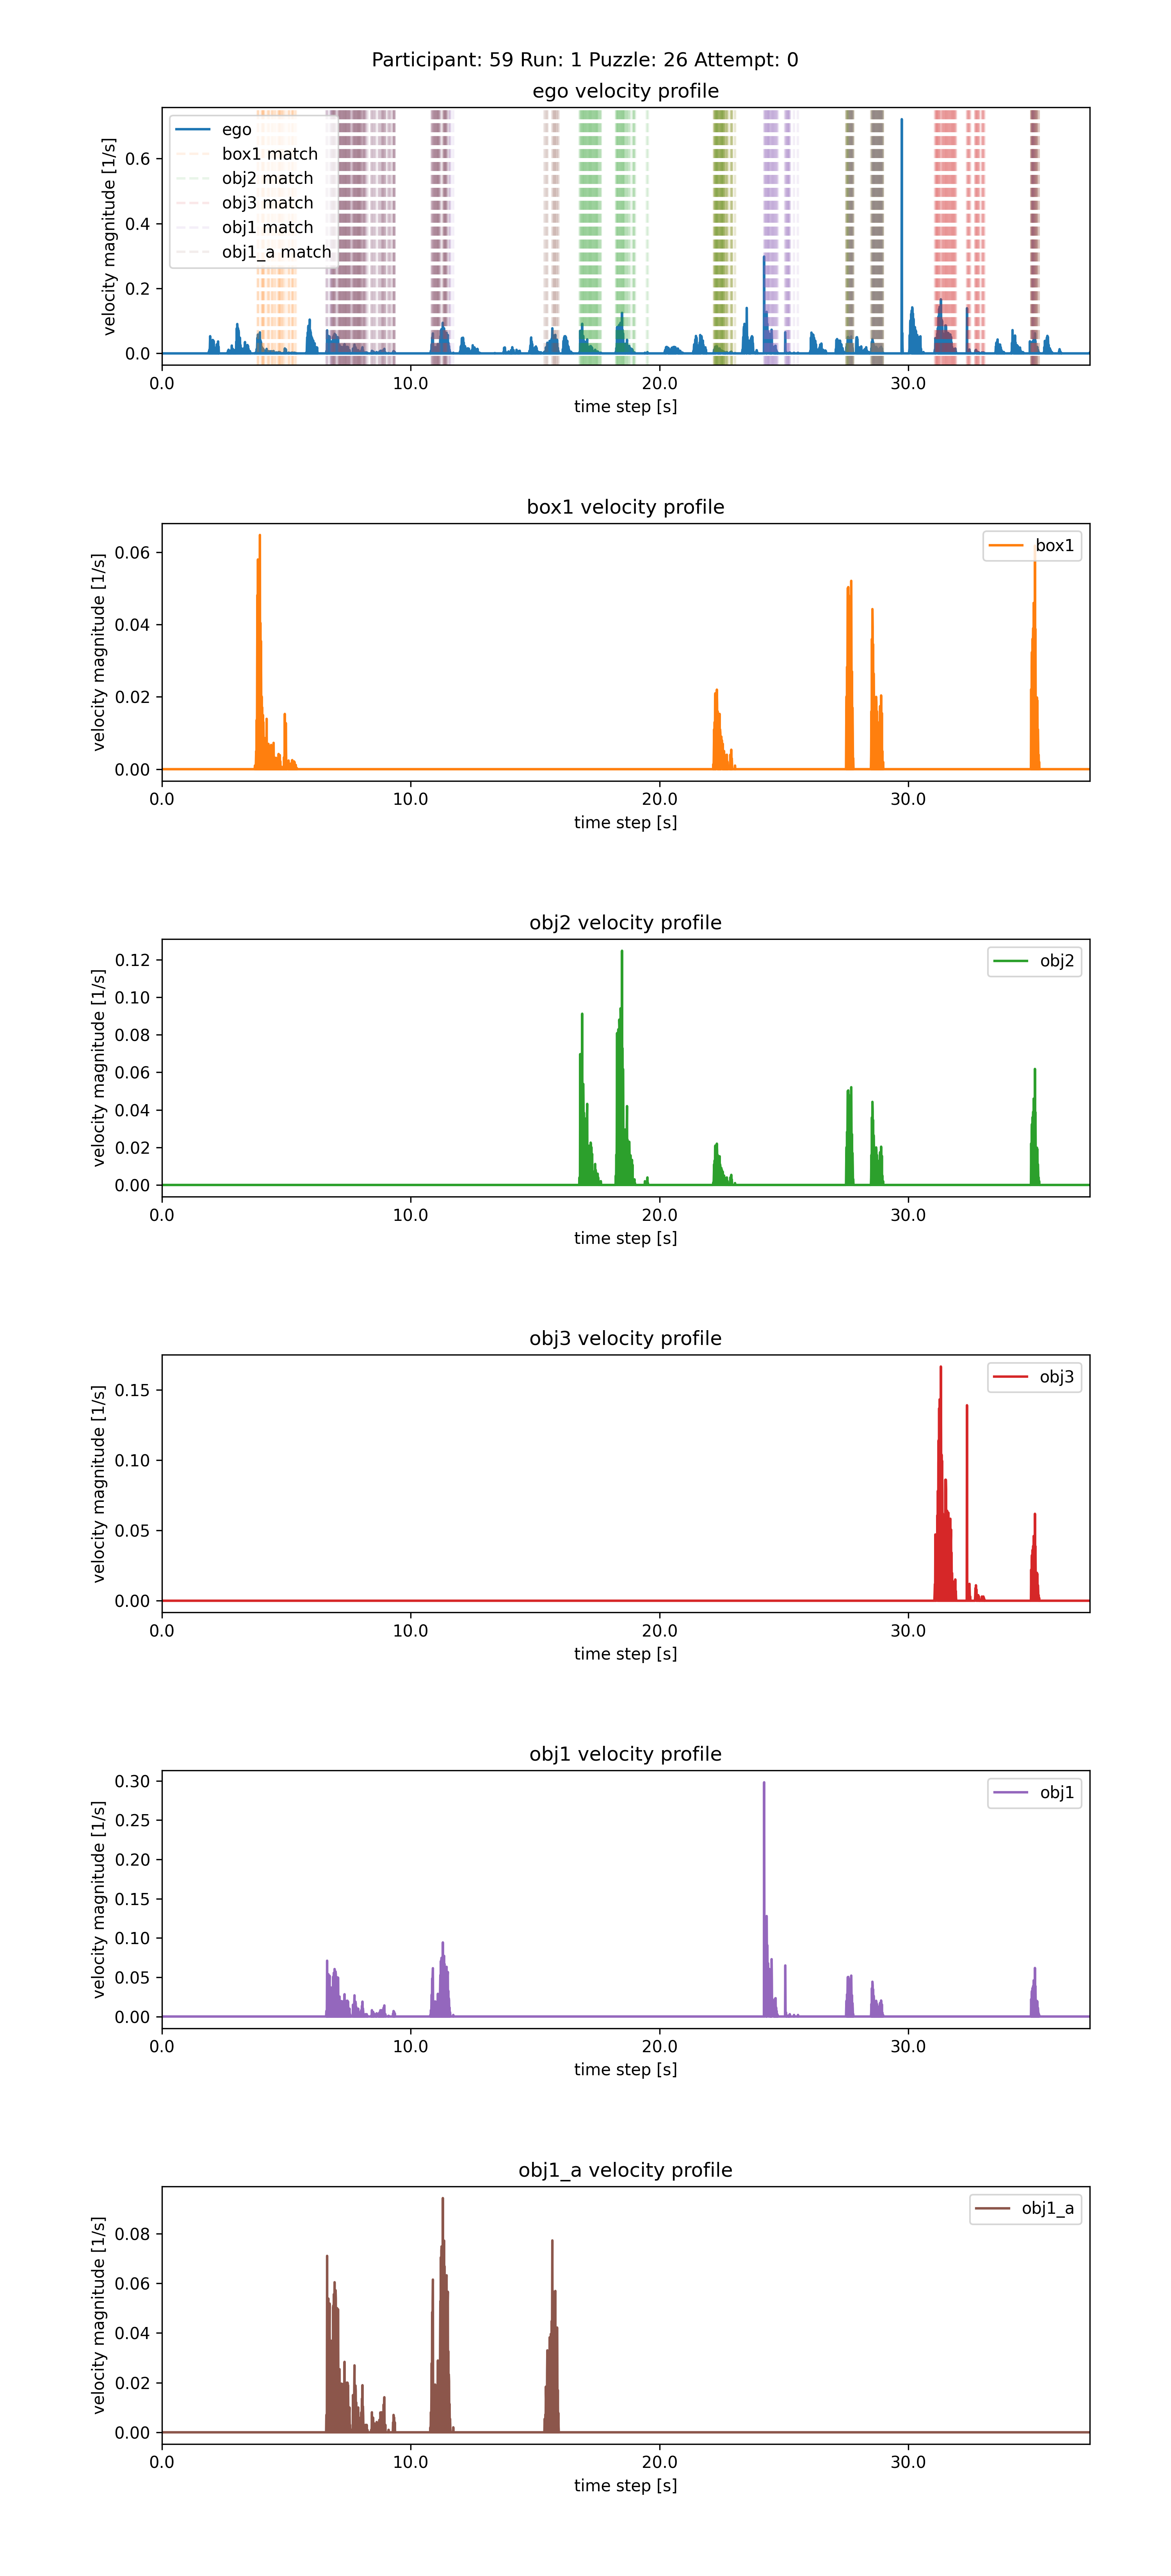 Participant: 59 Run: 1 Puzzle: 26 Attempt: 0
ego velocity profile
velocity magnitude [1/s]
0.6
0.4
0.2
0.0
ego
box1 match
obj2 match
obj3 match
obj1 match
obj1_a match
0.0 10.0 20.0 30.0
time step [s]
box1 velocity profile
velocity magnitude [1/s]
0.06
0.04
0.02
0.00
box1
0.0 10.0 20.0 30.0
time step [s]
obj2 velocity profile
velocity magnitude [1/s]
0.12
0.10
0.08
0.06
0.04
0.02
0.00
obj2
0.0 10.0 20.0 30.0
time step [s]
obj3 velocity profile
velocity magnitude [1/s]
0.15
0.10
0.05
0.00
obj3
0.0 10.0 20.0 30.0
time step [s]
obj1 velocity profile
velocity magnitude [1/s]
0.30
0.25
0.20
0.15
0.10
0.05
0.00
obj1
0.0 10.0 20.0 30.0
time step [s]
obj1_a velocity profile
velocity magnitude [1/s]
0.08
0.06
0.04
0.02
0.00
obj1_a
0.0 10.0 20.0 30.0
time step [s]